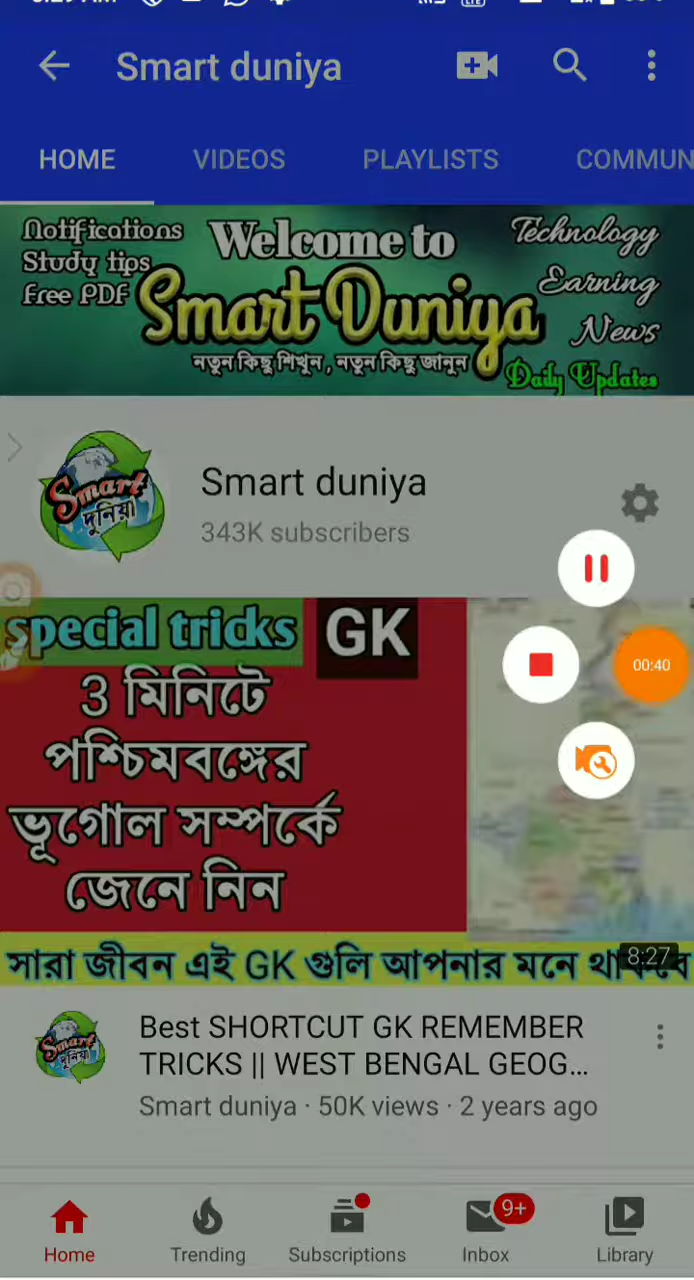 Smart duniya
HOME VIDEOS PLAYLISTS COMMUN
Notifications
Study tips
Free PDF
Welcome to
Smart Duniya
নতুন কিছু শিখুন , নতুন কিছু জানুন
Technology
Earning
News
Daily Updates
Smart
দুনিয়া
Smart duniya
343K subscribers
special tricks GK
3 মিনিটে
পশ্চিমবঙ্গের
ভূগোল সম্পর্কে
জেনে নিন
00:40
সারা জীবন এই GK গুলি আপনার মনে থাকবে
8:27
Smart
দুনিয়া
Best SHORTCUT GK REMEMBER
TRICKS || WEST BENGAL GEOG...
Smart duniya · 50K views · 2 years ago
9+
Home Trending Subscriptions Inbox Library